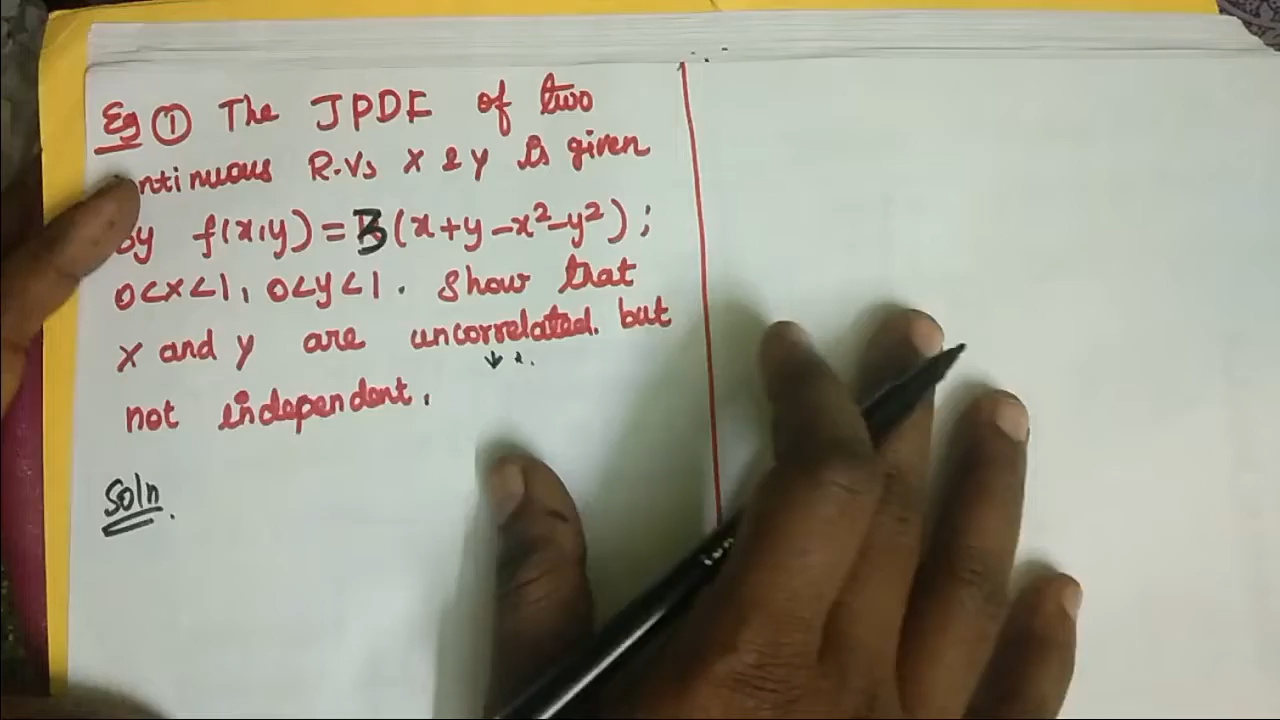 Eg ① The JPDF of two
ntinuous R.Vs X & Y is given
by f(x,y) = 3(x+y-x²-y²);
0<x<1, 0<y<1. Show that
X and Y are uncorrelated. but
not independent.
Soln.